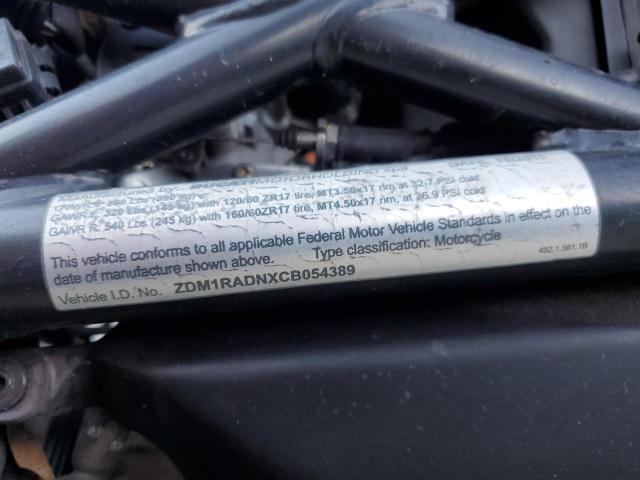 MOTORHOLDING spa
GAWR F: 320 Lbs with 120/60 ZR17 tire, MT3.50x17 rim, at 32.7 PSI cold
GAWR R: 540 Lbs (245 kg) with 160/60ZR17 tire, MT4.50x17 rim, at 36.9 PSI cold
This vehicle conforms to all applicable Federal Motor Vehicle Standards in effect on the
date of manufacture shown above. Type classification: Motorcycle
Vehicle I.D. No. ZDM1RADNXCB054389
432.1.581.1B